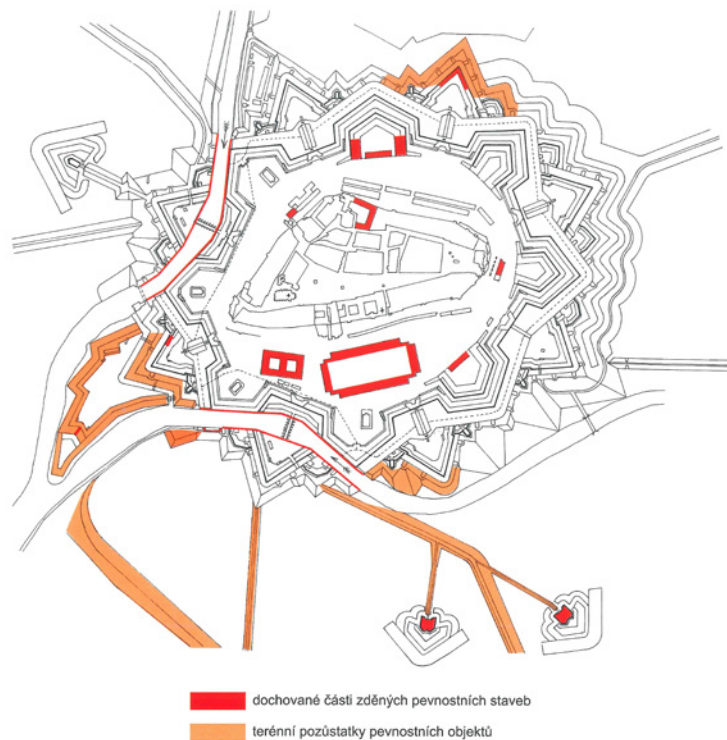 dochované části zděných pevnostních staveb
terénní pozůstatky pevnostních objektů